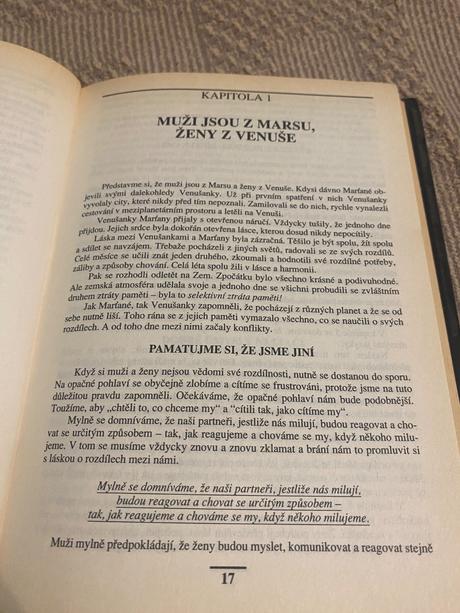 KAPITOLA 1
MUŽI JSOU Z MARSU,
ŽENY Z VENUŠE
Představme si, že muži jsou z Marsu a ženy z Venuše. Kdysi dávno Marťané ob-
jevili svými dalekohledy Venušanky. Už při prvním spatření v nich Venušanky
vyvolaly city, které nikdy před tím nepoznali. Zamilovali se do nich, rychle vynalezli
cestování v meziplanetárním prostoru a letěli na Venuši.
Venušanky Marťany přijaly s otevřenou náručí. Vždycky tušily, že jednoho dne
přijdou. Jejich srdce byla dokořán otevřena lásce, kterou dosud nikdy nepocítily.
Láska mezi Venušankami a Marťany byla zázračná. Těšilo je být spolu, žít spolu
a sdílet se navzájem. Třebaže pocházeli z jiných světů, radovali se ze svých rozdílů.
Celé měsíce se učili znát jeden druhého, zkoumali a hodnotili své rozdílné potřeby,
záliby a způsoby chování. Celá léta spolu žili v lásce a harmonii.
Pak se rozhodli odletět na Zem. Zpočátku bylo všechno krásné a podivuhodné.
Ale zemská atmosféra udělala svoje a jednoho dne se všichni probudili se zvláštním
druhem ztráty paměti – byla to selektivní ztráta paměti!
Jak Marťané, tak Venušanky zapomněli, že pocházejí z různých planet a že se od
sebe nutně liší. Toho rána se z jejich paměti vymazalo všechno, co se naučili o svých
rozdílech. A od toho dne mezi nimi začaly konflikty.
PAMATUJME SI, ŽE JSME JINÍ
Když si muži a ženy nejsou vědomi své rozdílnosti, nutně se dostanou do sporu.
Na opačné pohlaví se obyčejně zlobíme a cítíme se frustrováni, protože jsme na tuto
důležitou pravdu zapomněli. Očekáváme, že opačné pohlaví nám bude podobnější.
Toužíme, aby „chtěli to, co chceme my“ a “cítili tak, jako cítíme my”.
Mylně se domníváme, že naši partneři, jestliže nás milují, budou reagovat a cho-
vat se určitým způsobem – tak, jak reagujeme a chováme se my, když někoho milu-
jeme. V tom se musíme vždycky znovu a znovu zklamat a brání nám to promluvit si
s láskou o rozdílech mezi námi.
Mylně se domníváme, že naši partneři, jestliže nás milují,
budou reagovat a chovat se určitým způsobem –
tak, jak reagujeme a chováme se my, když někoho milujeme.
Muži mylně předpokládají, že ženy budou myslet, komunikovat a reagovat stejně
17